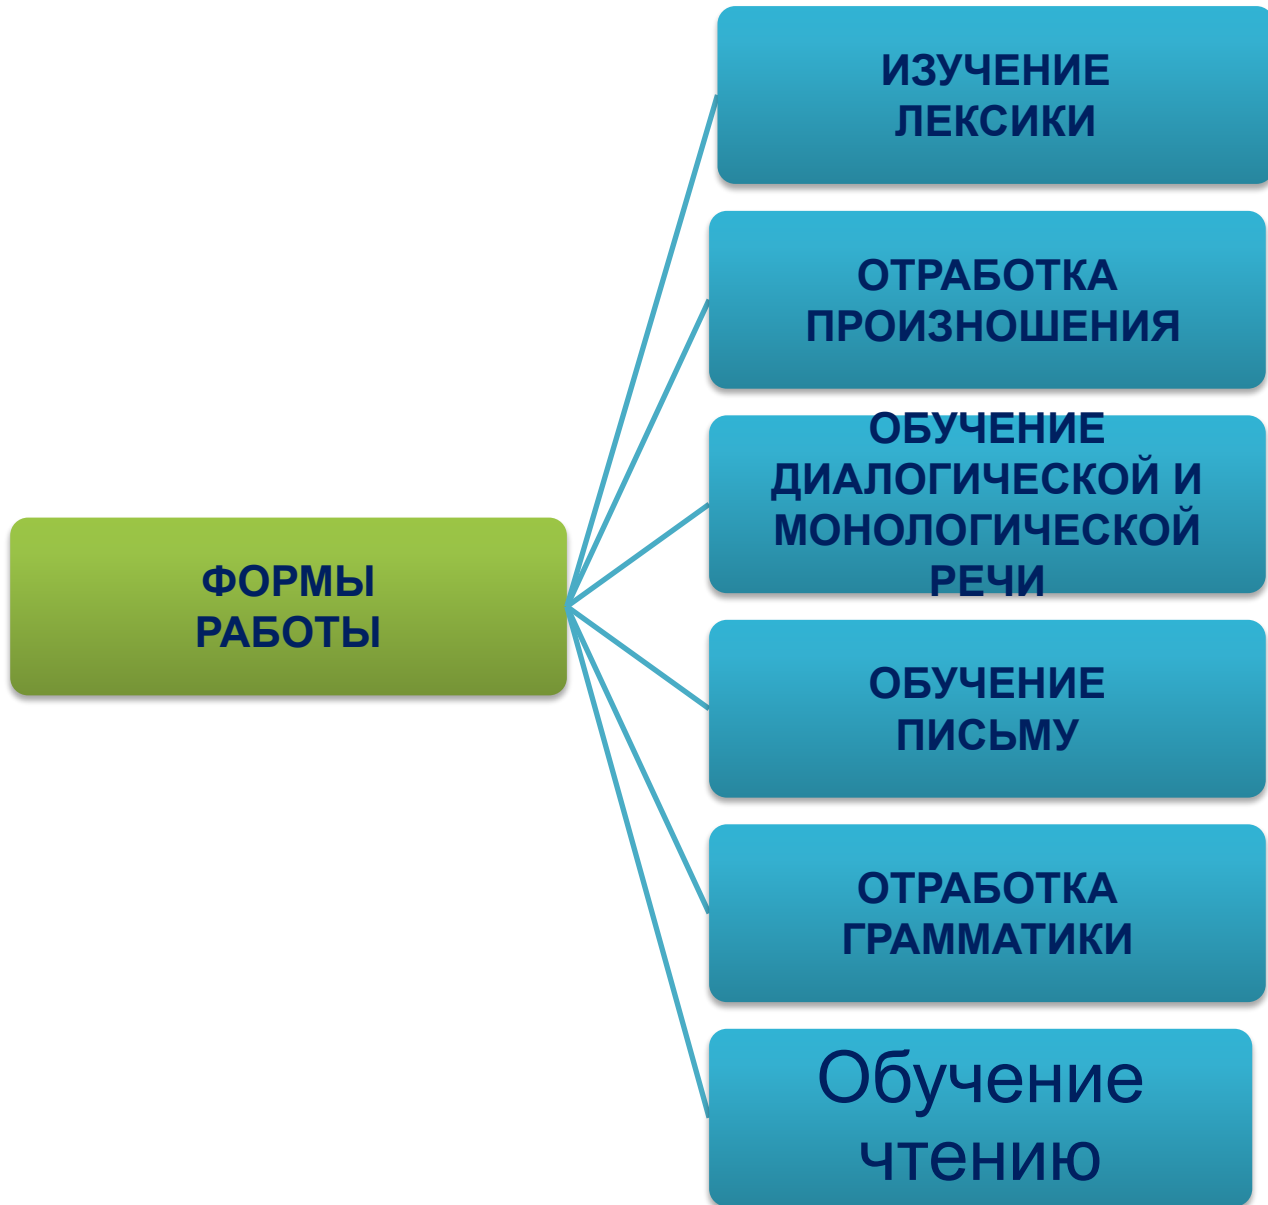 ИЗУЧЕНИЕ
ЛЕКСИКИ
ОТРАБОТКА
ПРОИЗНОШЕНИЯ
ОБУЧЕНИЕ
ДИАЛОГИЧЕСКОЙ И
МОНОЛОГИЧЕСКОЙ
РЕЧИ
ФОРМЫ
РАБОТЫ
ОБУЧЕНИЕ
ПИСЬМУ
ОТРАБОТКА
ГРАММАТИКИ
Обучение
чтению